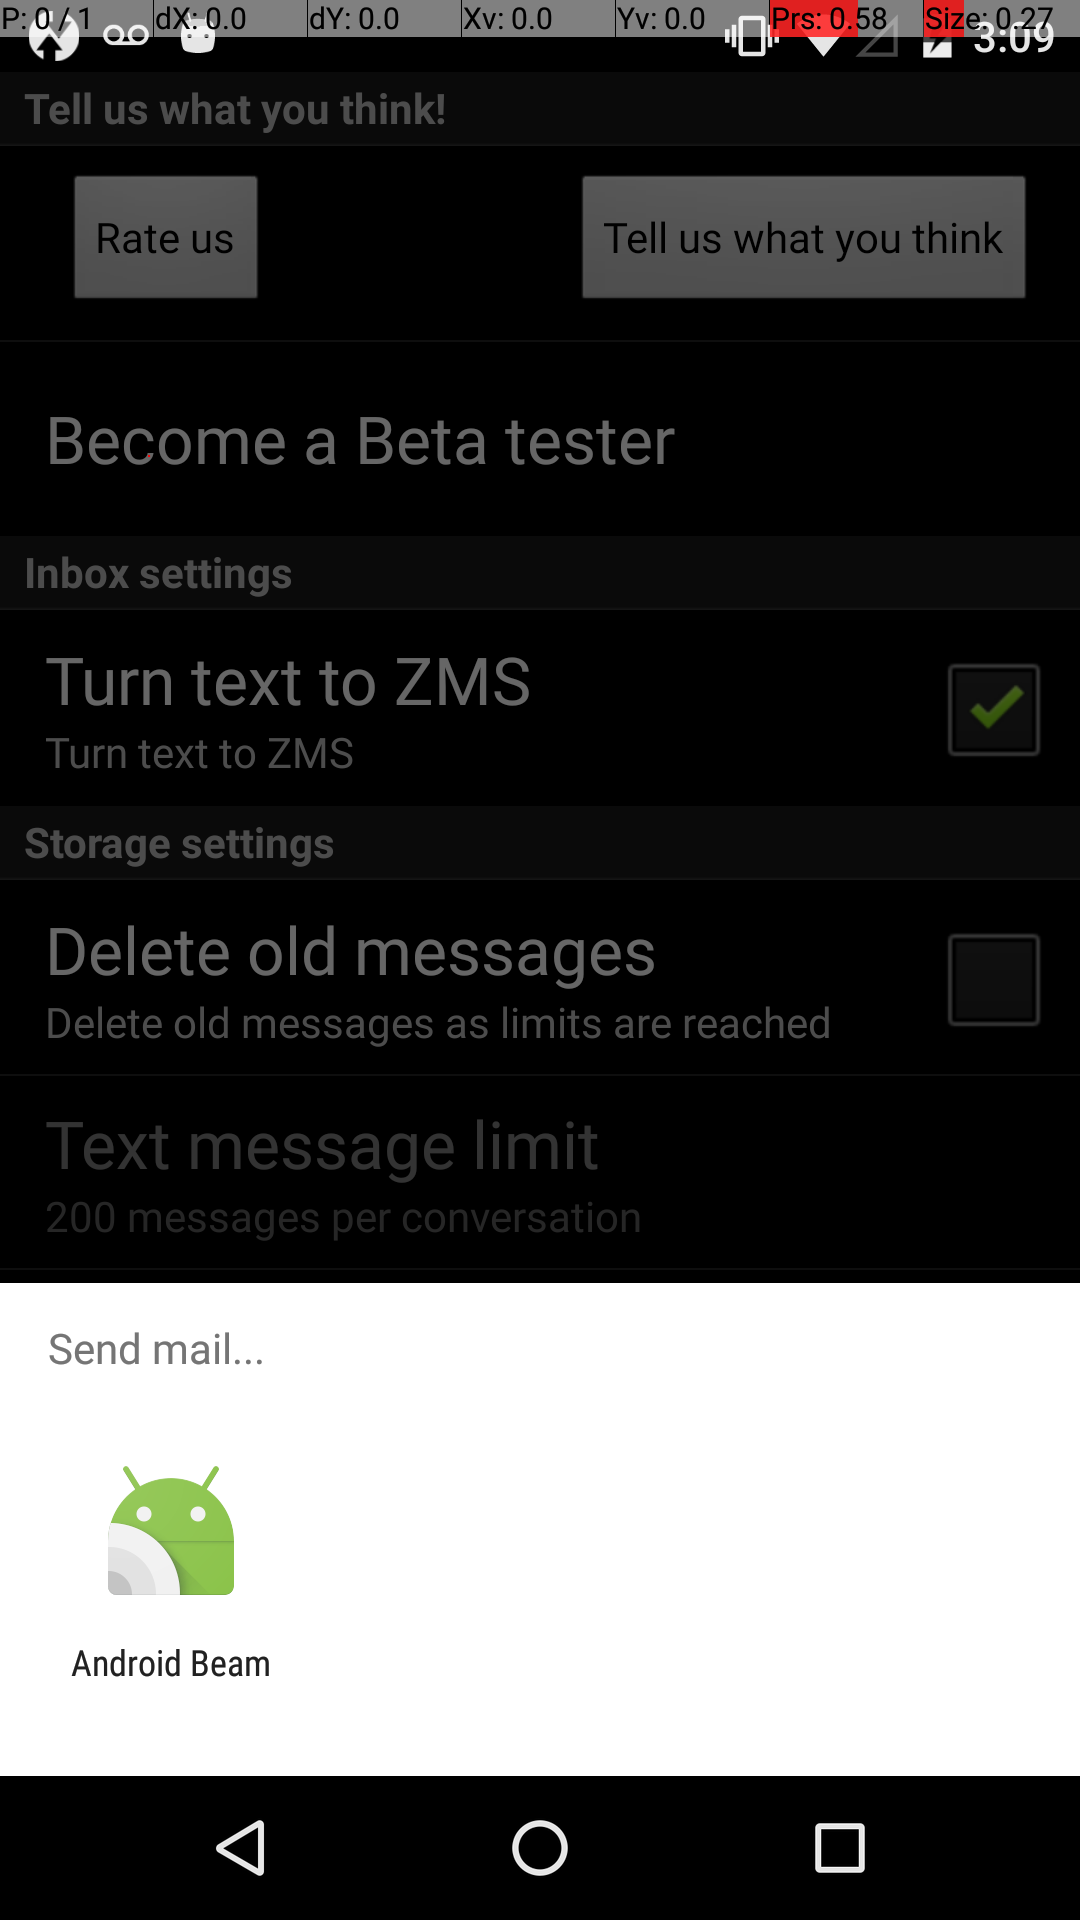 P: 0 / 1 dX: 0.0 dY: 0.0 Xv: 0.0 Yv: 0.0 Prs: 0.58 Size: 0.27
3:09
Tell us what you think!
Rate us
Tell us what you think
Become a Beta tester
Inbox settings
Turn text to ZMS
Turn text to ZMS
Storage settings
Delete old messages
Delete old messages as limits are reached
Text message limit
200 messages per conversation
Send mail...
Android Beam